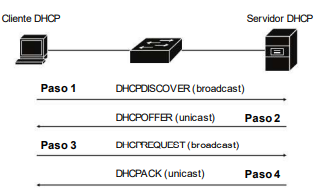 Cliente DHCP Servidor DHCP
Paso 1 DHCPDISCOVER (broadcast)
DHCPOFFER (unicast) Paso 2
Paso 3 DHCPREQUEST (broadcast)
DHCPACK (unicast) Paso 4